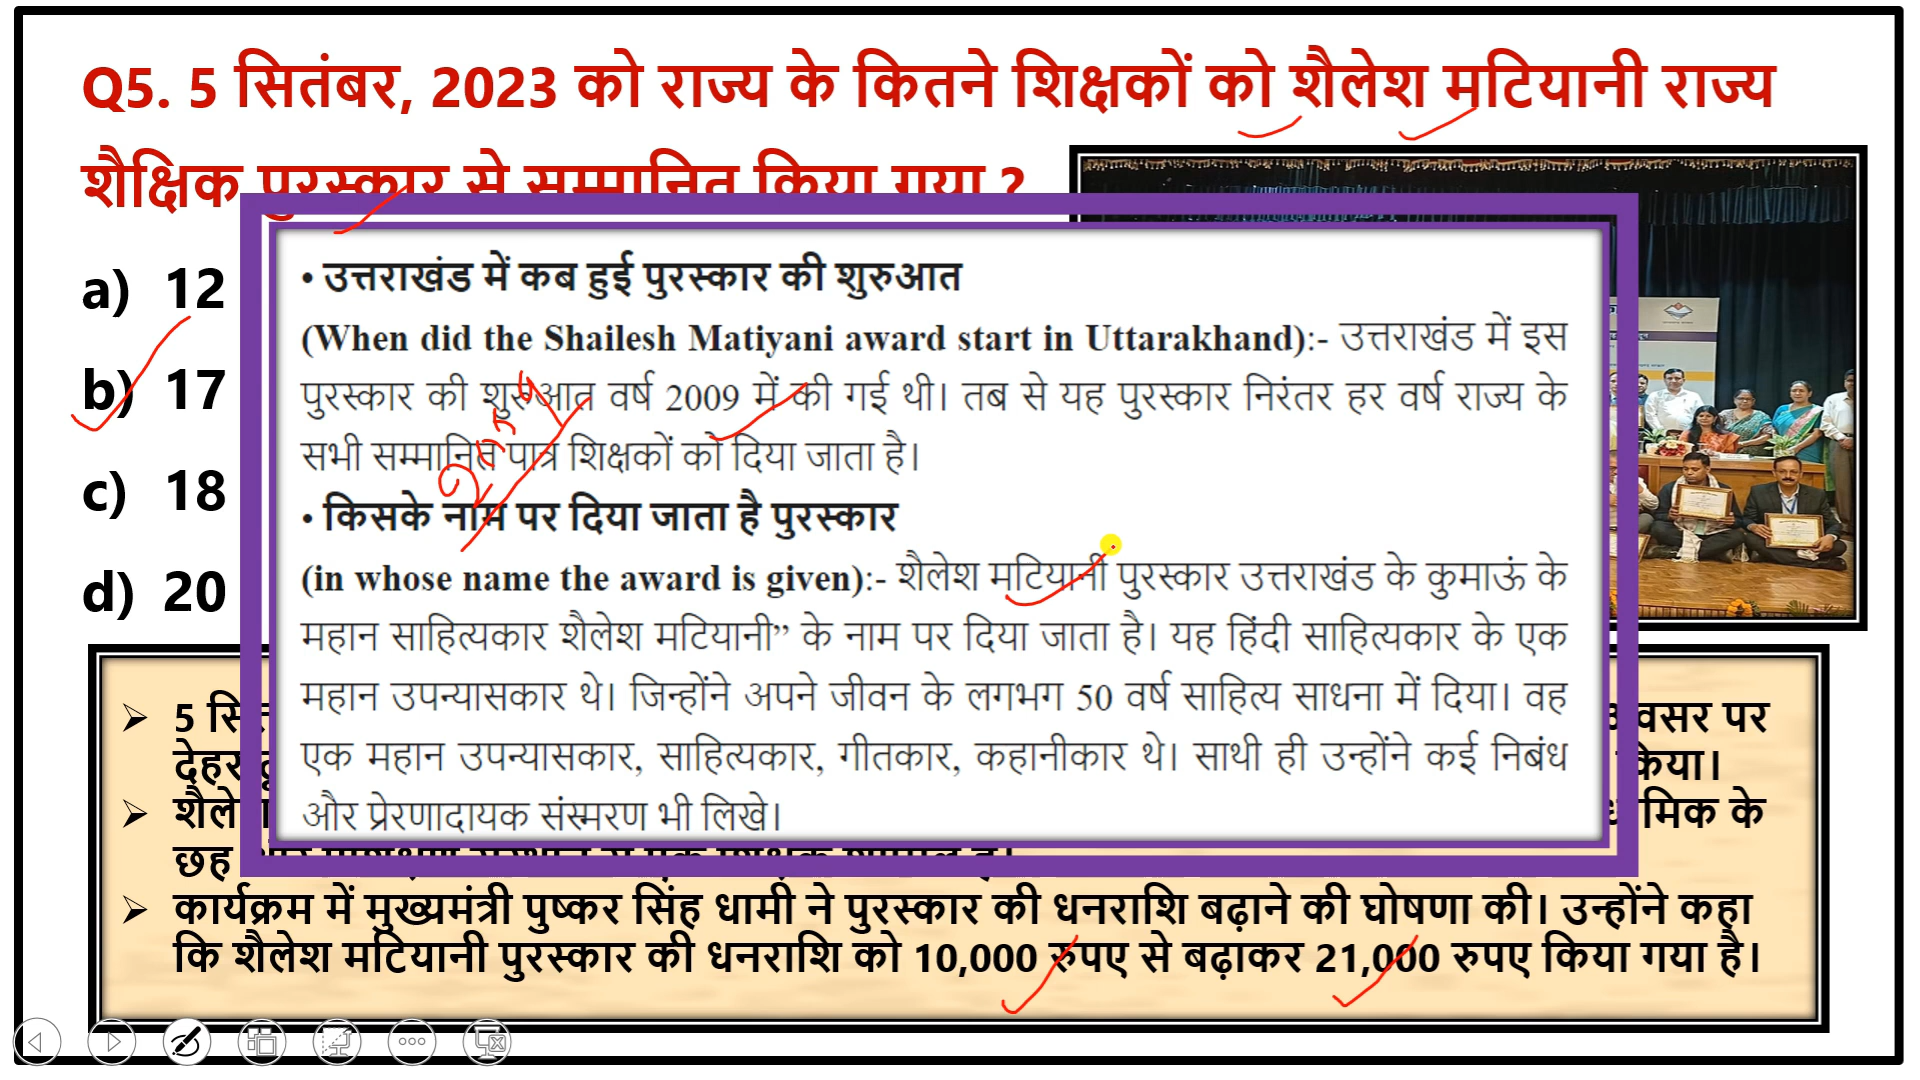 Q5. 5 सितंबर, 2023 को राज्य के कितने शिक्षकों को शैलेश मटियानी राज्य
शैक्षिक पुरस्कार से सम्मानित किया गया ?
a) 12
b) 17
c) 18
d) 20
• उत्तराखंड में कब हुई पुरस्कार की शुरुआत
(When did the Shailesh Matiyani award start in Uttarakhand):- उत्तराखंड में इस
पुरस्कार की शुरुआत वर्ष 2009 में की गई थी। तब से यह पुरस्कार निरंतर हर वर्ष राज्य के
सभी सम्मानित पात्र शिक्षकों को दिया जाता है।
• किसके नाम पर दिया जाता है पुरस्कार
(in whose name the award is given):- शैलेश मटियानी पुरस्कार उत्तराखंड के कुमाऊं के
महान साहित्यकार शैलेश मटियानी” के नाम पर दिया जाता है। यह हिंदी साहित्यकार के एक
महान उपन्यासकार थे। जिन्होंने अपने जीवन के लगभग 50 वर्ष साहित्य साधना में दिया। वह
एक महान उपन्यासकार, साहित्यकार, गीतकार, कहानीकार थे। साथी ही उन्होंने कई निबंध
और प्रेरणादायक संस्मरण भी लिखे।
➢ 5 वसर पर
किया।
के
छह
➢ कार्यक्रम में मुख्यमंत्री पुष्कर सिंह धामी ने पुरस्कार की धनराशि बढ़ाने की घोषणा की। उन्होंने कहा
कि शैलेश मटियानी पुरस्कार की धनराशि को 10,000 रुपए से बढ़ाकर 21,000 रुपए किया गया है।